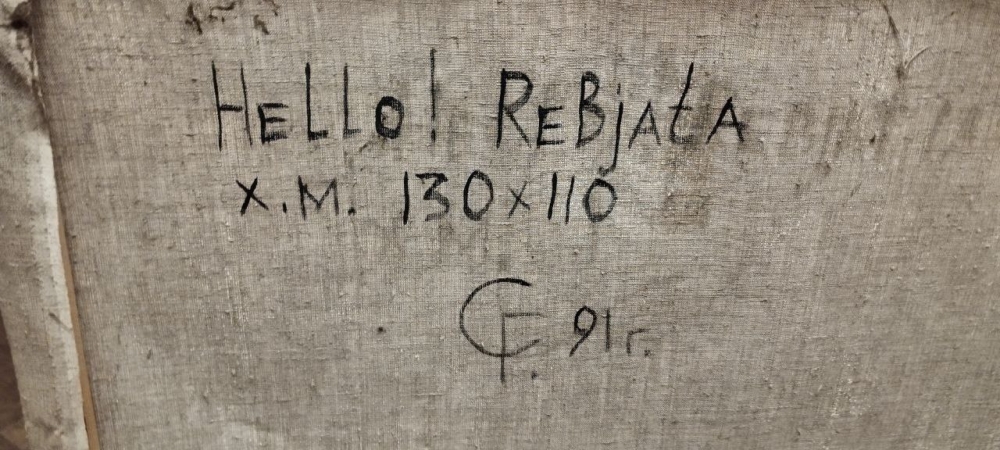 HELLO! REBjAtA
х.м. 130x110
91г.